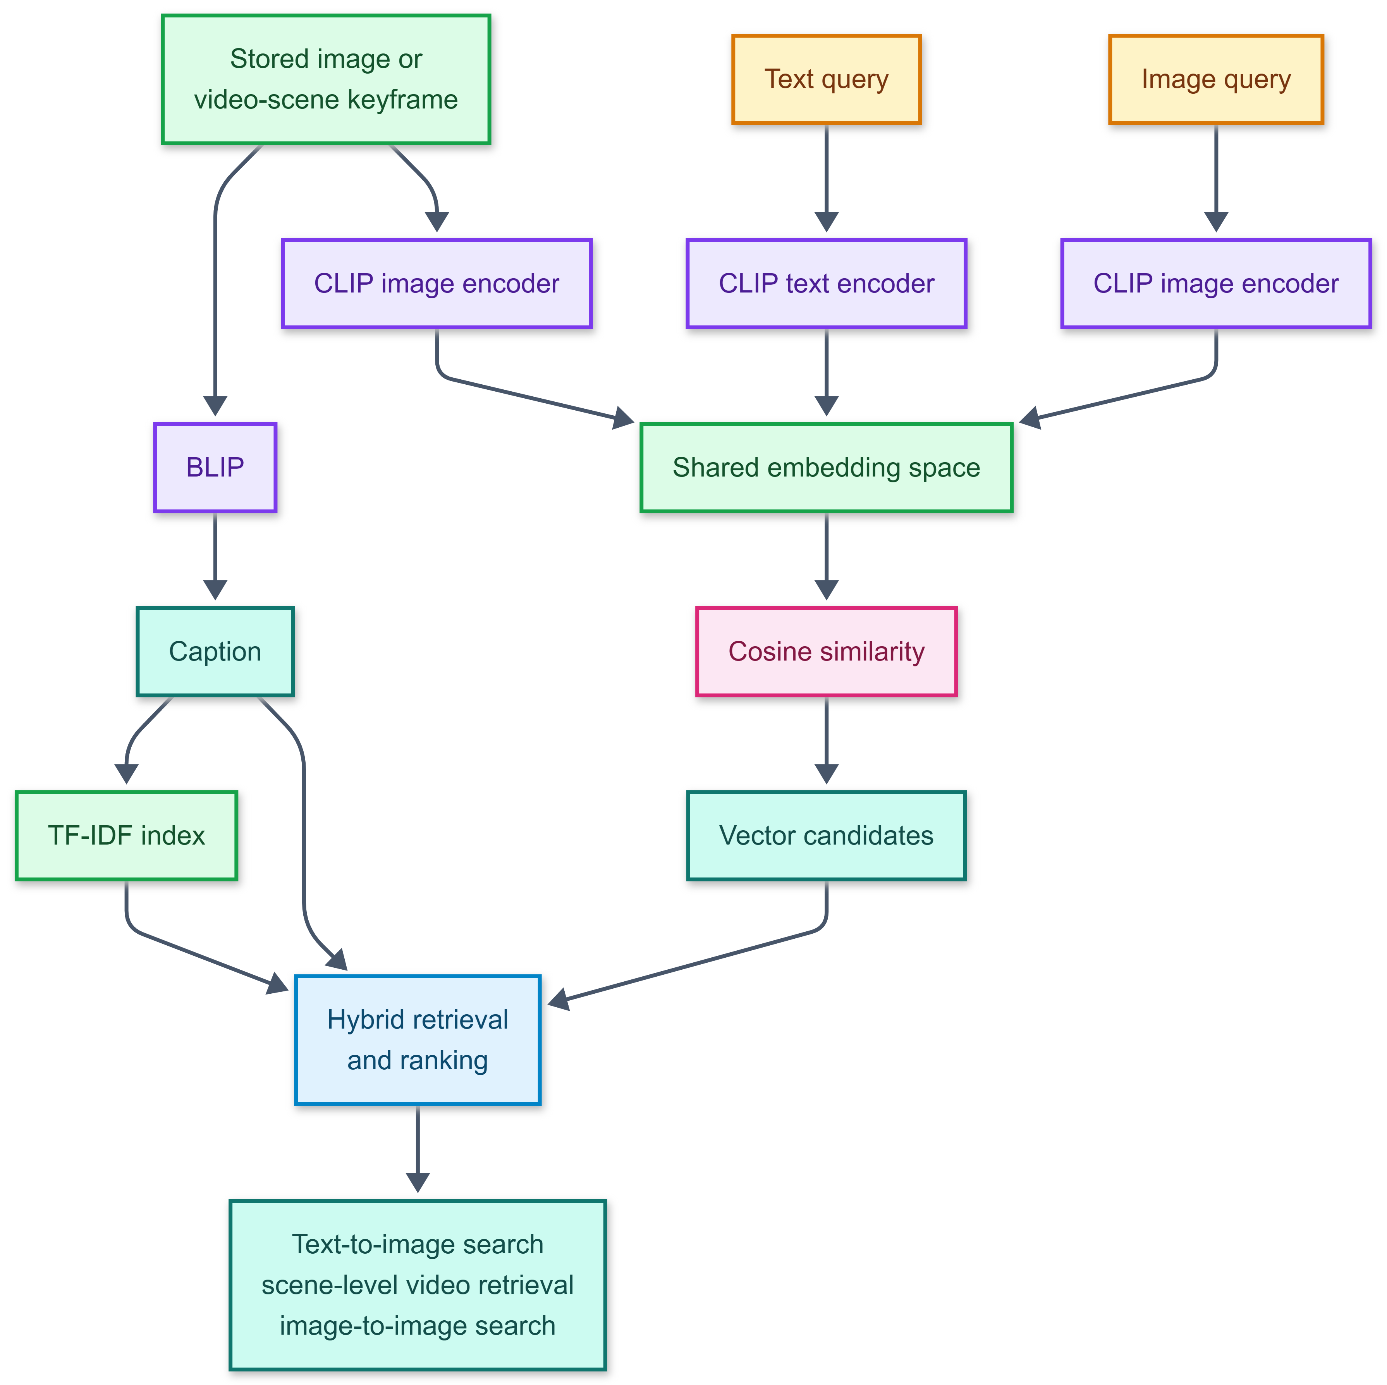 Stored image or
video-scene keyframe
Text query
Image query
CLIP image encoder
CLIP text encoder
CLIP image encoder
BLIP
Shared embedding space
Caption
Cosine similarity
TF-IDF index
Vector candidates
Hybrid retrieval
and ranking
Text-to-image search
scene-level video retrieval
image-to-image search